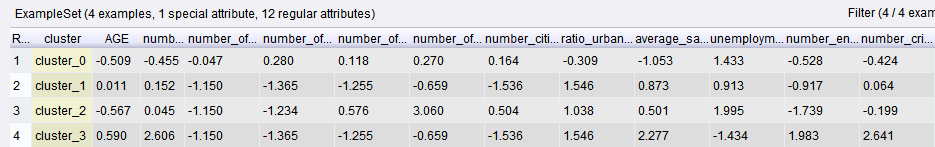 ExampleSet (4 examples, 1 special attribute, 12 regular attributes) Filter (4 / 4 exam
R... cluster AGE numb... number_of... number_of... number_of... number_of... number_citi... ratio_urban... average_sa... unemploym... number_en... number_cri...
1 cluster_0 -0.509 -0.455 -0.047 0.280 0.118 0.270 0.164 -0.309 -1.053 1.433 -0.528 -0.424
2 cluster_1 0.011 0.152 -1.150 -1.365 -1.255 -0.659 -1.536 1.546 0.873 0.913 -0.917 0.064
3 cluster_2 -0.567 0.045 -1.150 -1.234 0.576 3.060 0.504 1.038 0.501 1.995 -1.739 -0.199
4 cluster_3 0.590 2.606 -1.150 -1.365 -1.255 -0.659 -1.536 1.546 2.277 -1.434 1.983 2.641